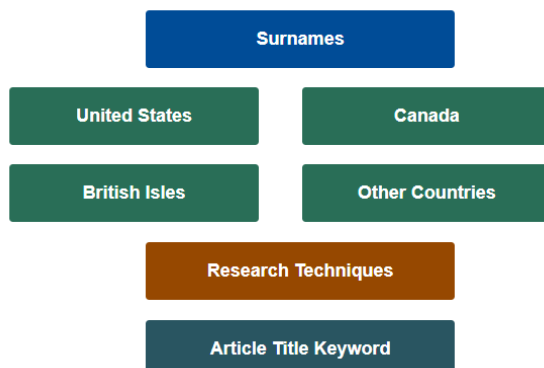 Surnames
United States
Canada
British Isles
Other Countries
Research Techniques
Article Title Keyword